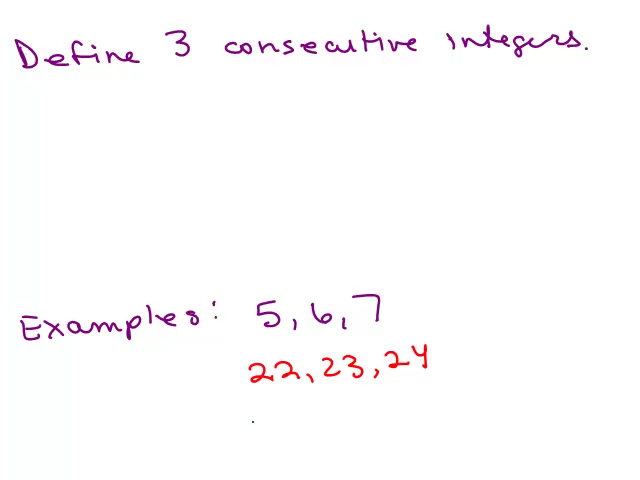 Define 3 consecutive integers.
Examples: 5, 6, 7
22, 23, 24